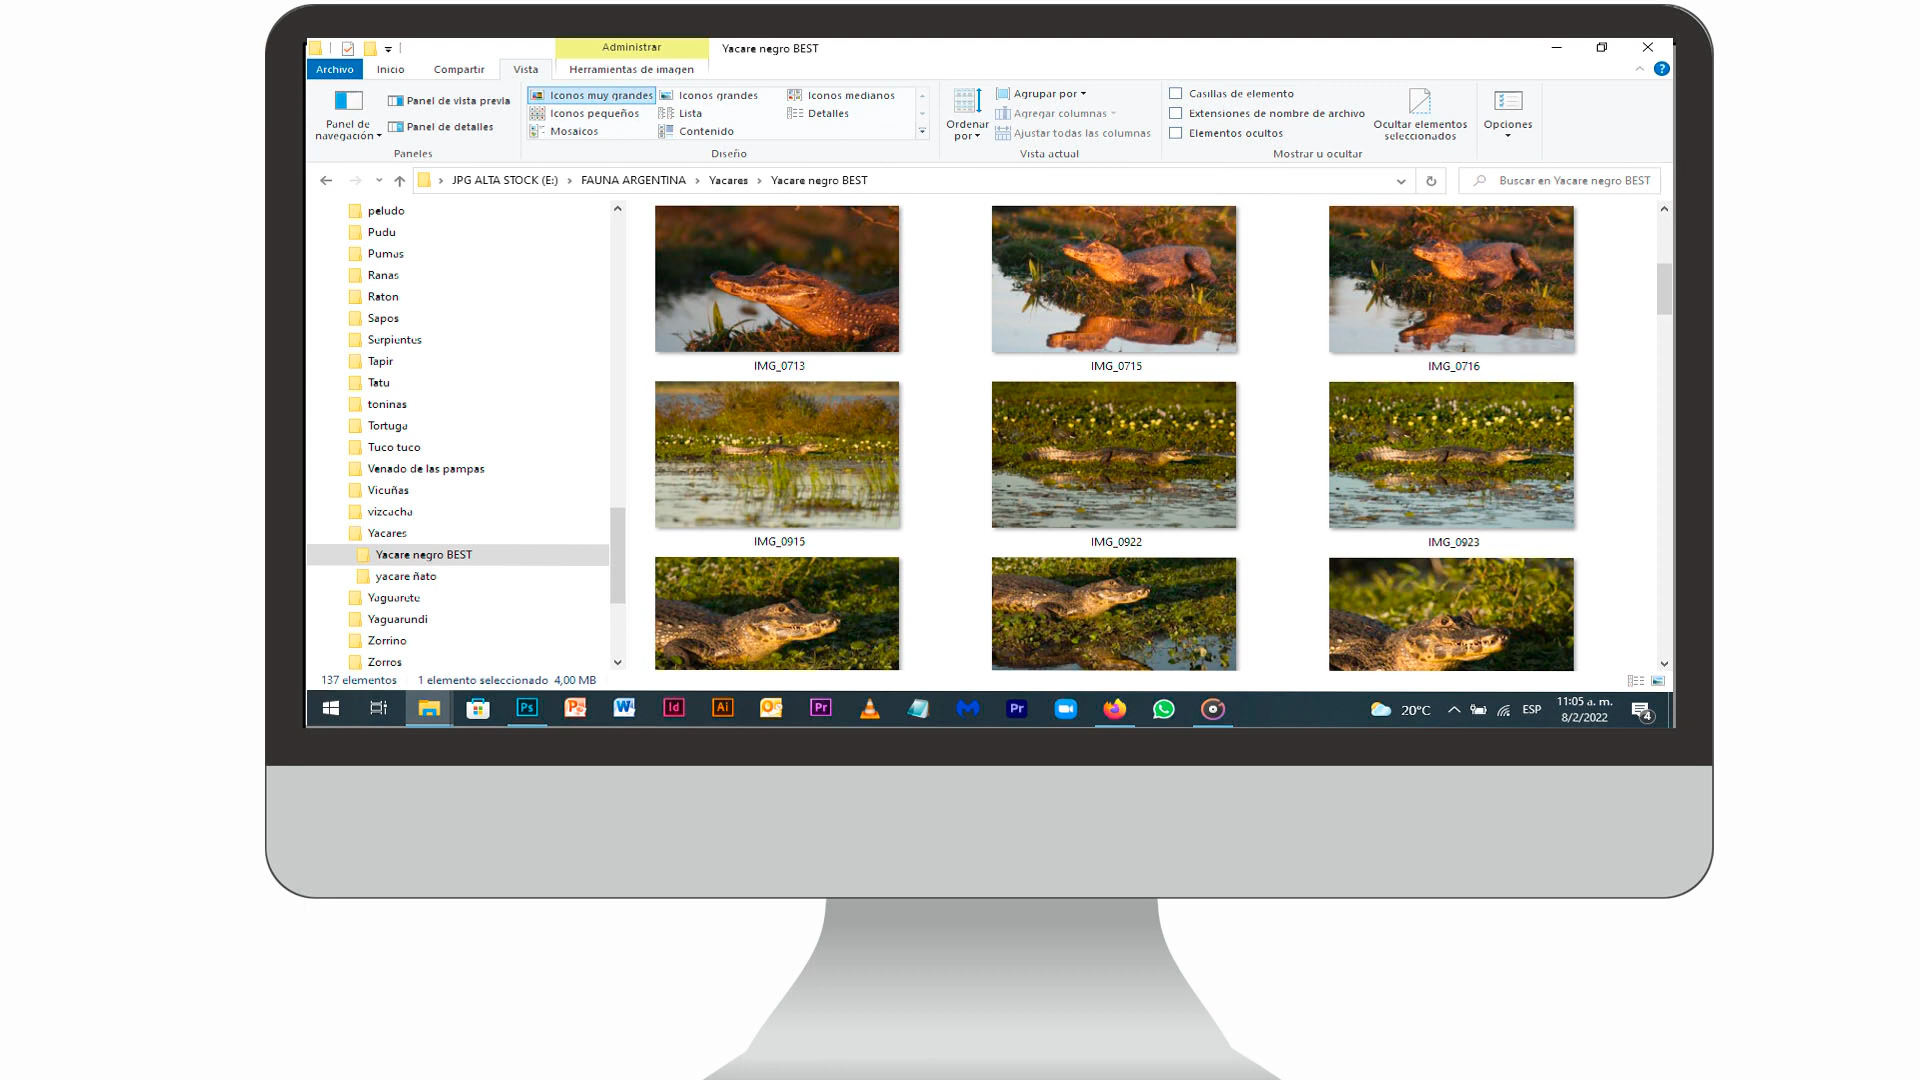 Administrar
Yacare negro BEST
Archivo
Inicio
Compartir
Vista
Herramientas de imagen
?
Panel de navegación
Panel de vista previa
Panel de detalles
Paneles
Iconos muy grandes
Iconos grandes
Iconos medianos
Iconos pequeños
Lista
Detalles
Mosaicos
Contenido
Diseño
Ordenar por
Agrupar por
Agregar columnas
Ajustar todas las columnas
Vista actual
Casillas de elemento
Extensiones de nombre de archivo
Elementos ocultos
Ocultar elementos seleccionados
Mostrar u ocultar
Opciones
JPG ALTA STOCK (E:) > FAUNA ARGENTINA > Yacares > Yacare negro BEST
Buscar en Yacare negro BEST
peludo
Pudu
Pumas
Ranas
Raton
Sapos
Serpientes
Tapir
Tatu
toninas
Tortuga
Tuco tuco
Venado de las pampas
Vicuñas
vizcacha
Yacares
Yacare negro BEST
yacare ñato
Yaguarete
Yaguarundi
Zorrino
Zorros
IMG_0713
IMG_0715
IMG_0716
IMG_0915
IMG_0922
IMG_0923
137 elementos
1 elemento seleccionado 4,00 MB
Ps
Id
Ai
Pr
Pr
20°C
ESP
11:05 a. m.
8/2/2022
4